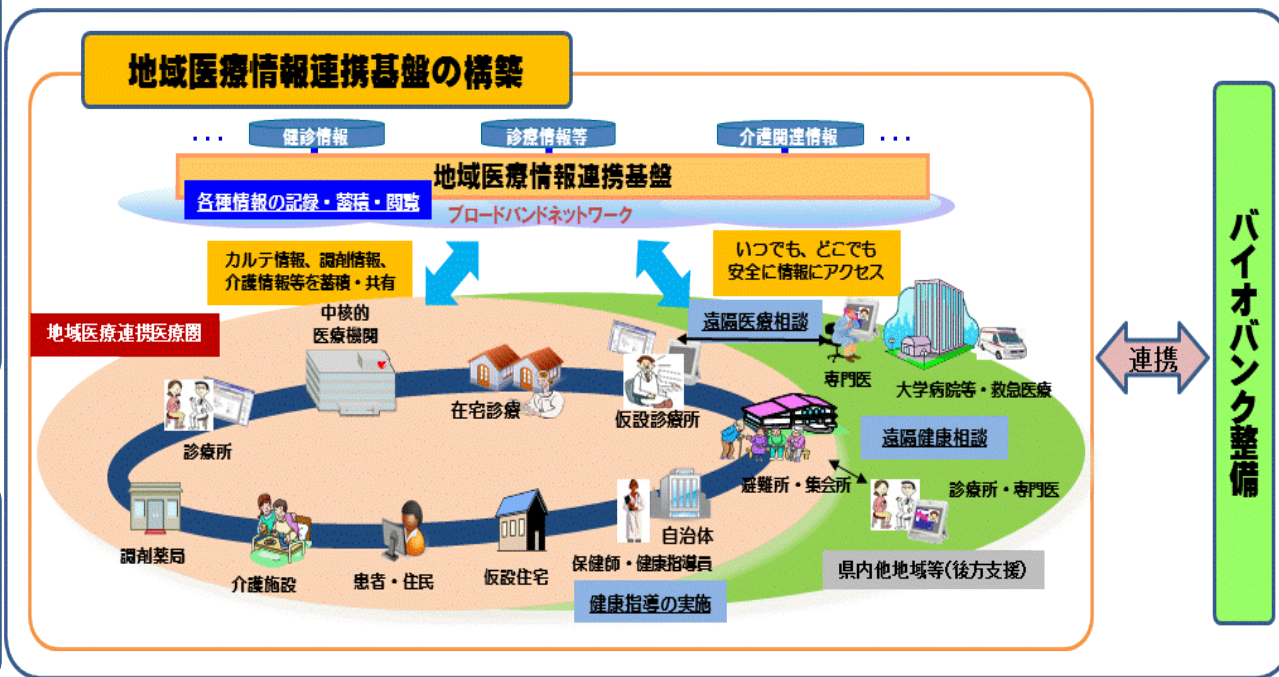 地域医療情報連携基盤の構築
・・・
健診情報
診療情報等
介護関連情報
・・・
地域医療情報連携基盤
各種情報の記録・蓄積・閲覧
ブロードバンドネットワーク
カルテ情報、調剤情報、
介護情報等を蓄積・共有
いつでも、どこでも
安全に情報にアクセス
地域医療連携医療圏
中核的
医療機関
遠隔医療相談
専門医
大学病院等・救急医療
診療所
在宅診療
仮設診療所
遠隔健康相談
避難所・集会所
診療所・専門医
調剤薬局
介護施設
患者・住民
仮設住宅
自治体
保健師・健康指導員
健康指導の実施
県内他地域等(後方支援)
連携
バイオバンク整備